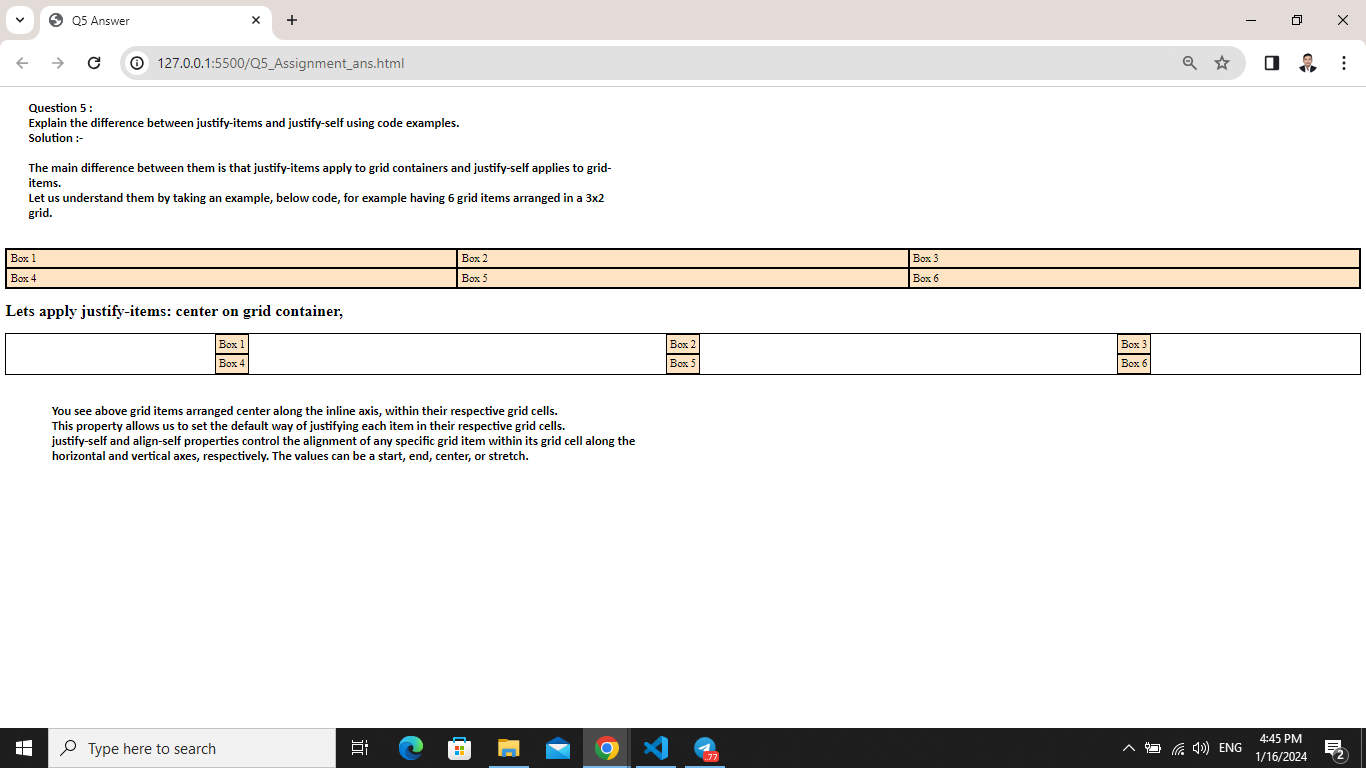 Q5 Answer
127.0.0.1:5500/Q5_Assignment_ans.html
Question 5 :
Explain the difference between justify-items and justify-self using code examples.
Solution :-
The main difference between them is that justify-items apply to grid containers and justify-self applies to grid-
items.
Let us understand them by taking an example, below code, for example having 6 grid items arranged in a 3x2
grid.
Box 1 Box 2 Box 3
Box 4 Box 5 Box 6
Lets apply justify-items: center on grid container,
Box 1 Box 2 Box 3
Box 4 Box 5 Box 6
You see above grid items arranged center along the inline axis, within their respective grid cells.
This property allows us to set the default way of justifying each item in their respective grid cells.
justify-self and align-self properties control the alignment of any specific grid item within its grid cell along the
horizontal and vertical axes, respectively. The values can be a start, end, center, or stretch.
Type here to search
.77
ENG
4:45 PM
1/16/2024
2